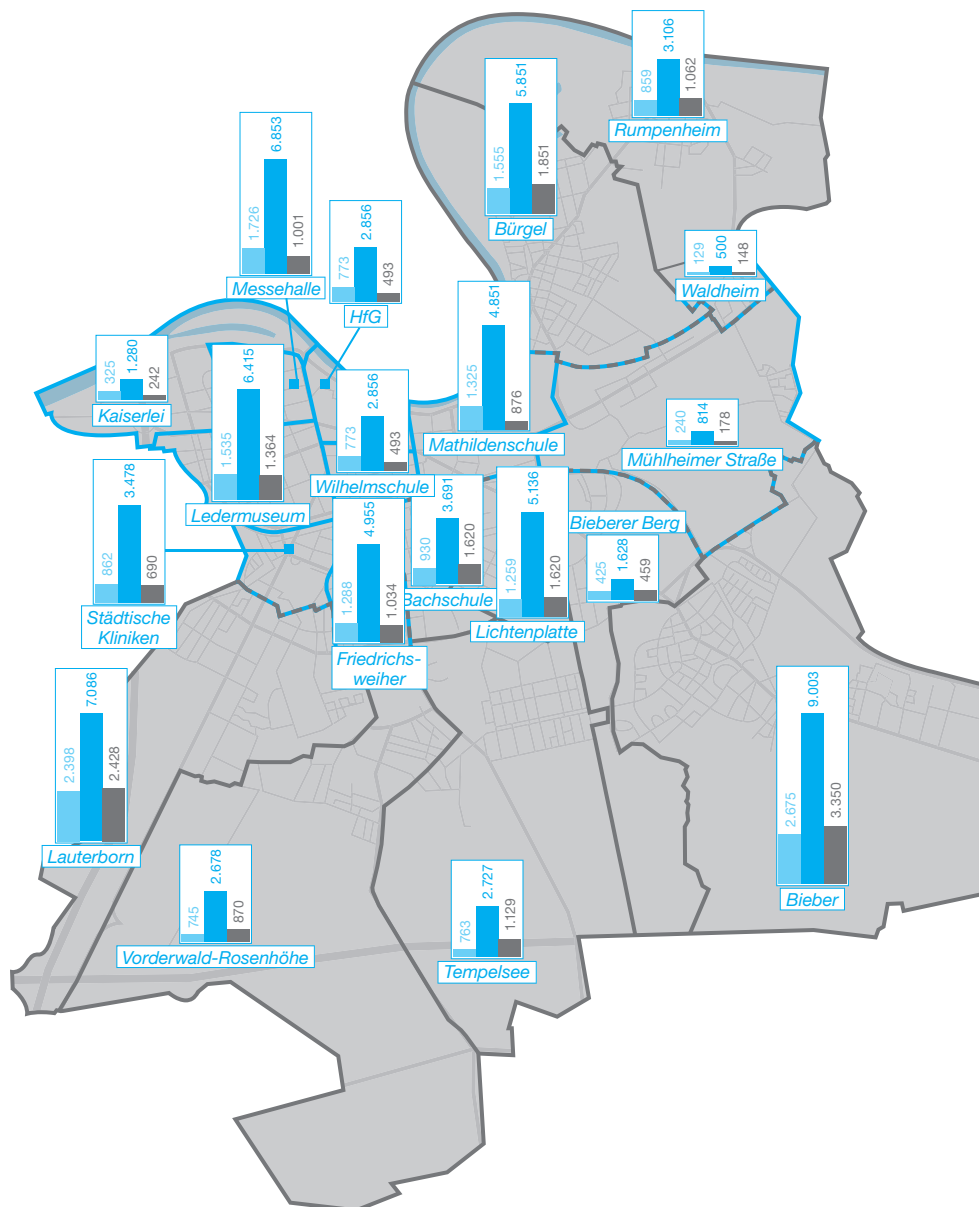 859
3.106
1.062
Rumpenheim
1.555
5.851
1.851
Bürgel
1.726
6.853
1.001
Messehalle
773
2.856
493
HfG
129
500
148
Waldheim
325
1.280
242
Kaiserlei
1.535
6.415
1.364
Ledermuseum
773
2.856
493
Wilhelmschule
1.325
4.851
876
Mathildenschule
240
814
178
Mühlheimer Straße
862
3.478
690
Städtische
Kliniken
1.288
4.955
1.034
Friedrichs-
weiher
930
3.691
1.620
Bachschule
1.259
5.136
1.620
Lichtenplatte
Bieberer Berg
425
1.628
459
2.398
7.086
2.428
Lauterborn
2.675
9.003
3.350
Bieber
745
2.678
870
Vorderwald-Rosenhöhe
763
2.727
1.129
Tempelsee